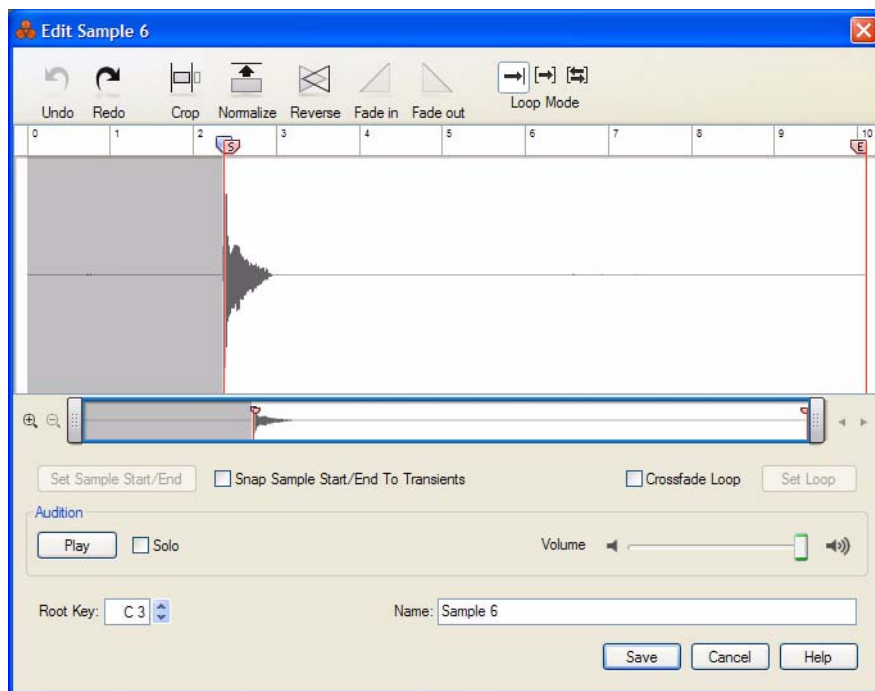 Edit Sample 6
Undo Redo Crop Normalize Reverse Fade in Fade out Loop Mode
0 1 2 3 4 5 6 7 8 9 10
S E
Set Sample Start/End Snap Sample Start/End To Transients Crossfade Loop Set Loop
Audition
Play Solo Volume
Root Key: C 3 Name: Sample 6
Save Cancel Help